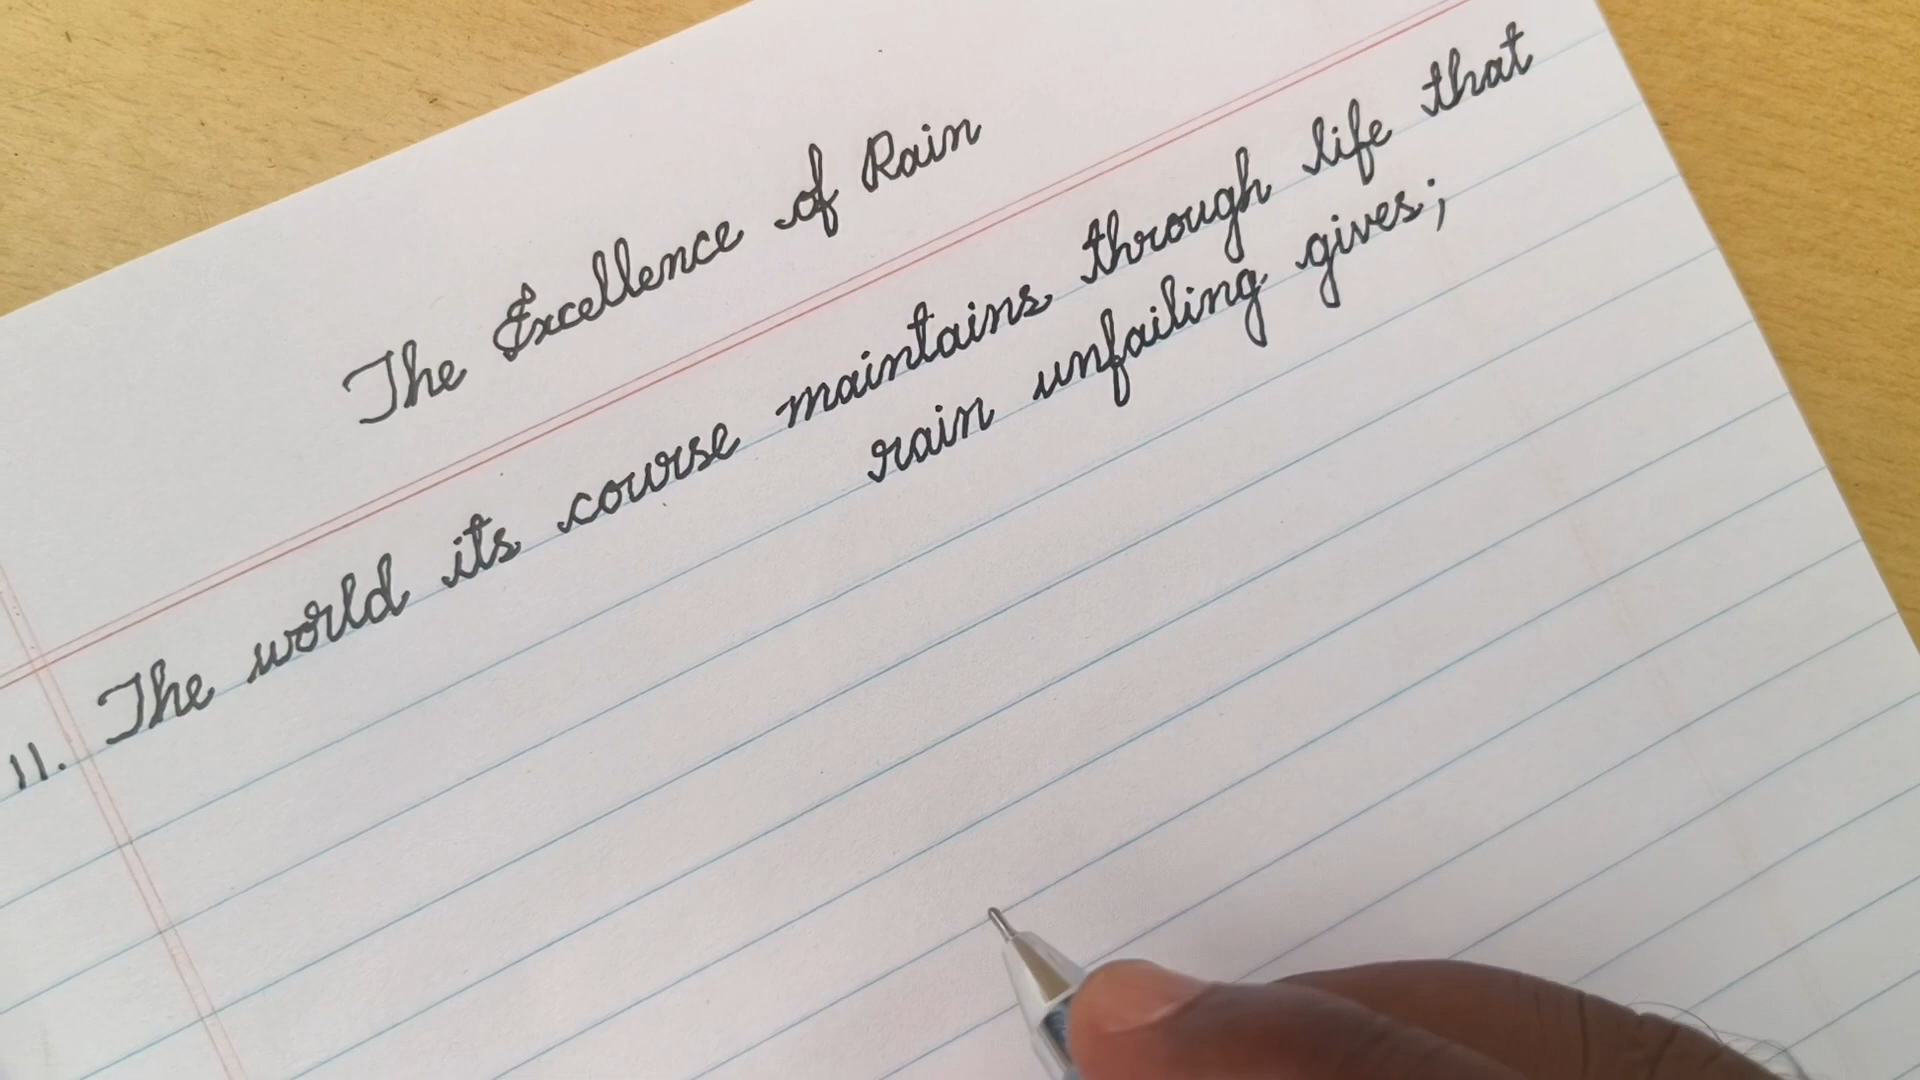 The Excellence of Rain
11. The world its course maintains through life that
rain unfailing gives;